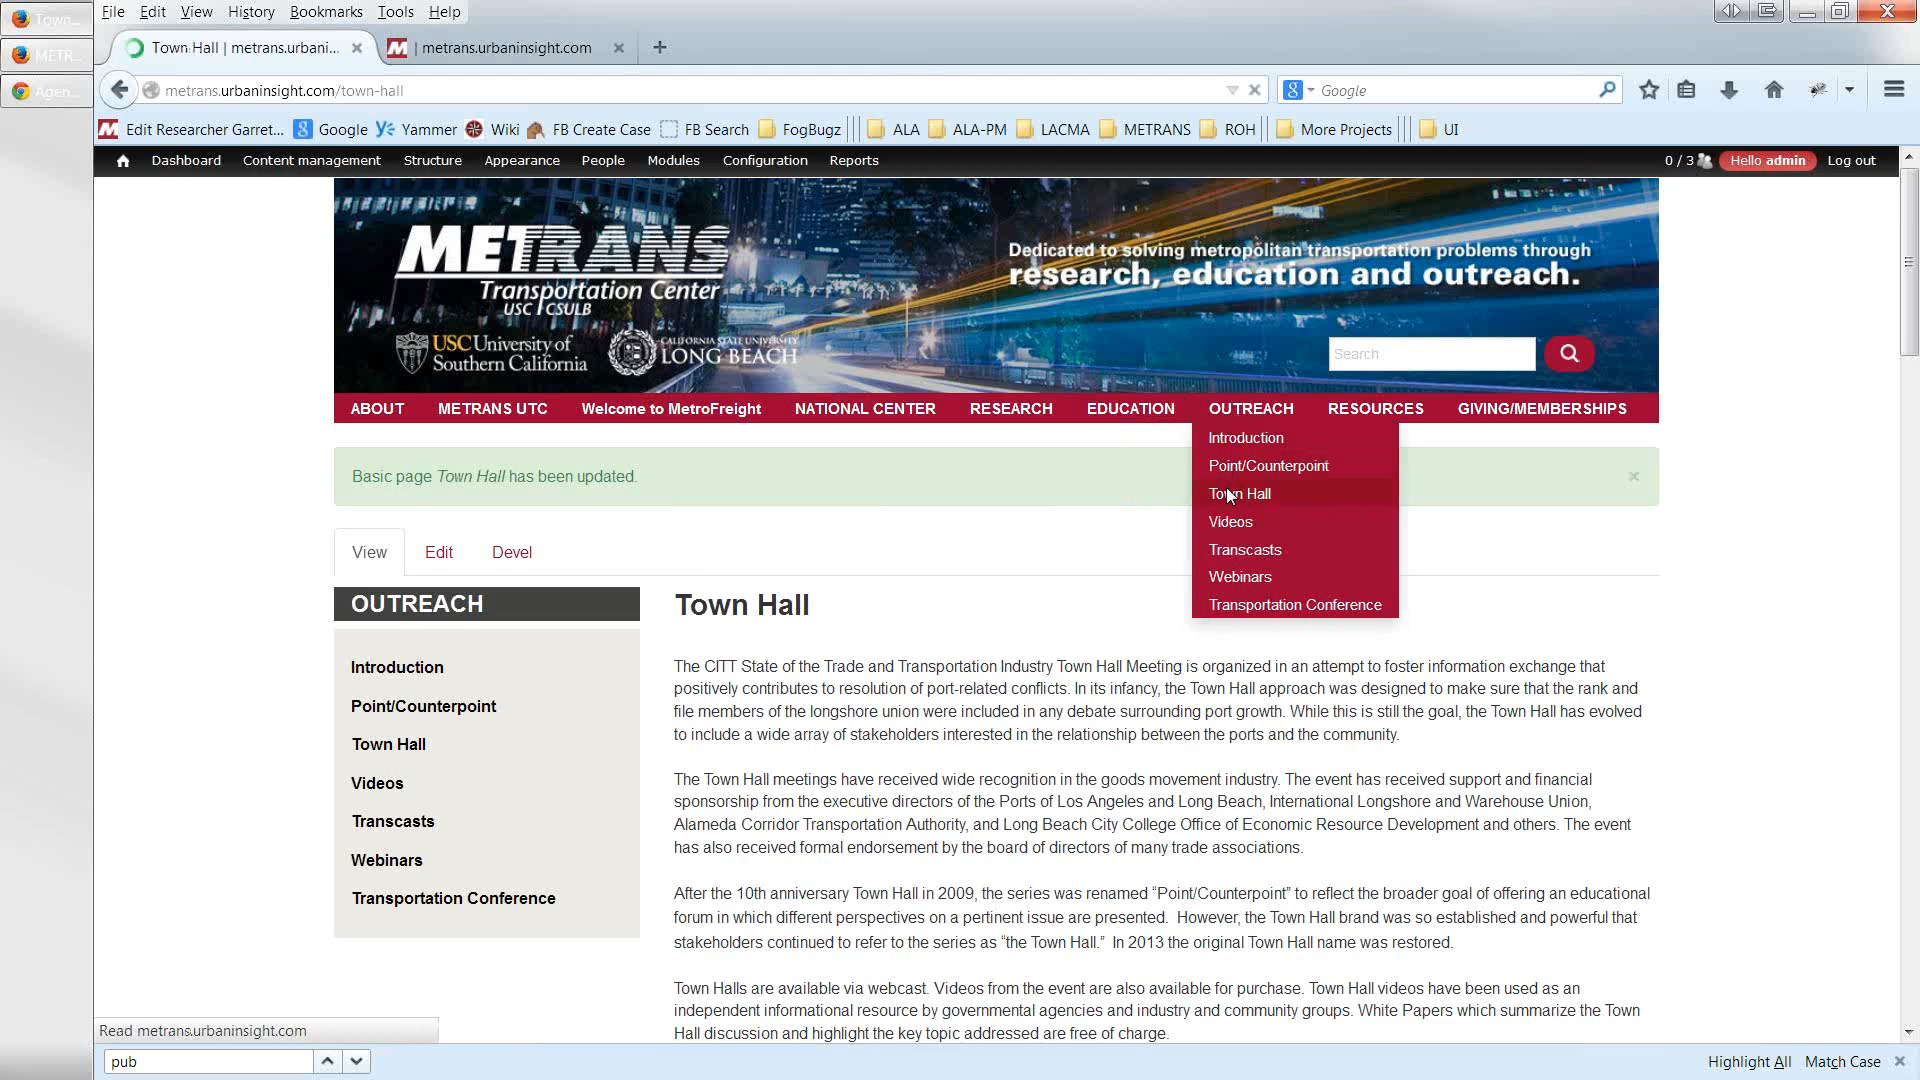 Town...
METR...
Agen...
File Edit View History Bookmarks Tools Help
Town Hall | metrans.urbani...
| metrans.urbaninsight.com
metrans.urbaninsight.com/town-hall
Google
Edit Researcher Garret... Google Yammer Wiki FB Create Case FB Search FogBugz ALA ALA-PM LACMA METRANS ROH More Projects UI
Dashboard Content management Structure Appearance People Modules Configuration Reports 0 / 3 Hello admin Log out
METRANS
Transportation Center
USC | CSULB
Dedicated to solving metropolitan transportation problems through
research, education and outreach.
USC University of
Southern California
CALIFORNIA STATE UNIVERSITY
LONG BEACH
Search
ABOUT METRANS UTC Welcome to MetroFreight NATIONAL CENTER RESEARCH EDUCATION OUTREACH RESOURCES GIVING/MEMBERSHIPS
Introduction
Point/Counterpoint
Town Hall
Videos
Transcasts
Webinars
Transportation Conference
Basic page Town Hall has been updated.
View Edit Devel
OUTREACH
Introduction
Point/Counterpoint
Town Hall
Videos
Transcasts
Webinars
Transportation Conference
Town Hall
The CITT State of the Trade and Transportation Industry Town Hall Meeting is organized in an attempt to foster information exchange that
positively contributes to resolution of port-related conflicts. In its infancy, the Town Hall approach was designed to make sure that the rank and
file members of the longshore union were included in any debate surrounding port growth. While this is still the goal, the Town Hall has evolved
to include a wide array of stakeholders interested in the relationship between the ports and the community.
The Town Hall meetings have received wide recognition in the goods movement industry. The event has received support and financial
sponsorship from the executive directors of the Ports of Los Angeles and Long Beach, International Longshore and Warehouse Union,
Alameda Corridor Transportation Authority, and Long Beach City College Office of Economic Resource Development and others. The event
has also received formal endorsement by the board of directors of many trade associations.
After the 10th anniversary Town Hall in 2009, the series was renamed “Point/Counterpoint” to reflect the broader goal of offering an educational
forum in which different perspectives on a pertinent issue are presented. However, the Town Hall brand was so established and powerful that
stakeholders continued to refer to the series as “the Town Hall.” In 2013 the original Town Hall name was restored.
Town Halls are available via webcast. Videos from the event are also available for purchase. Town Hall videos have been used as an
independent informational resource by governmental agencies and industry and community groups. White Papers which summarize the Town
Hall discussion and highlight the key topic addressed are free of charge.
Read metrans.urbaninsight.com
pub
Highlight All Match Case